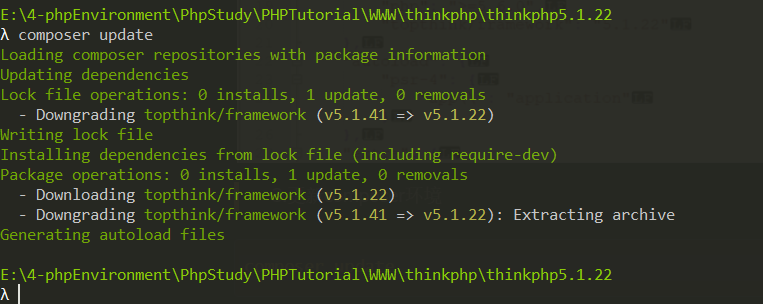 E:\4-phpEnvironment\PhpStudy\PHPTutorial\WWW\thinkphp\thinkphp5.1.22
λ composer update
Loading composer repositories with package information
Updating dependencies
Lock file operations: 0 installs, 1 update, 0 removals
  - Downgrading topthink/framework (v5.1.41 => v5.1.22)
Writing lock file
Installing dependencies from lock file (including require-dev)
Package operations: 0 installs, 1 update, 0 removals
  - Downloading topthink/framework (v5.1.22)
  - Downgrading topthink/framework (v5.1.41 => v5.1.22): Extracting archive
Generating autoload files
E:\4-phpEnvironment\PhpStudy\PHPTutorial\WWW\thinkphp\thinkphp5.1.22
λ